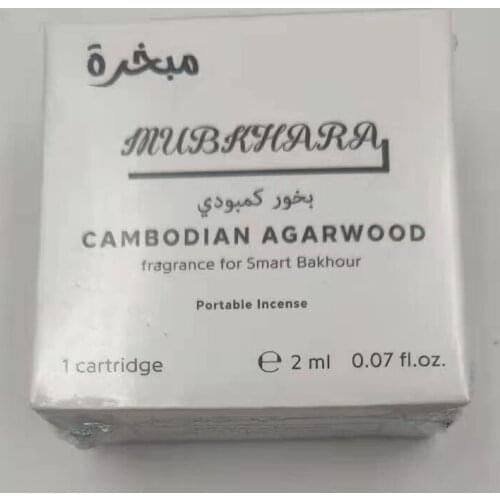 مبخرة
MUBKHARA
بخور كمبودي
CAMBODIAN AGARWOOD
fragrance for Smart Bakhour
Portable Incense
1 cartridge ℮ 2 ml 0.07 fl.oz.